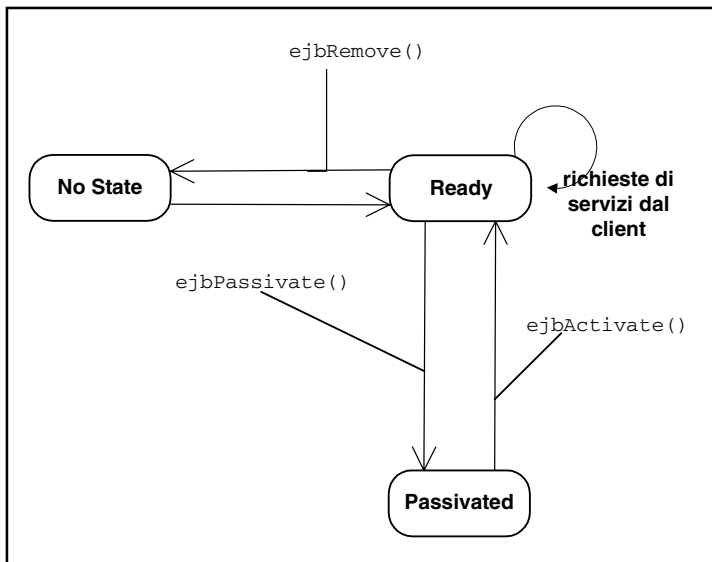 ejbRemove()
No State
Ready
richieste di
servizi dal
client
ejbPassivate()
ejbActivate()
Passivated